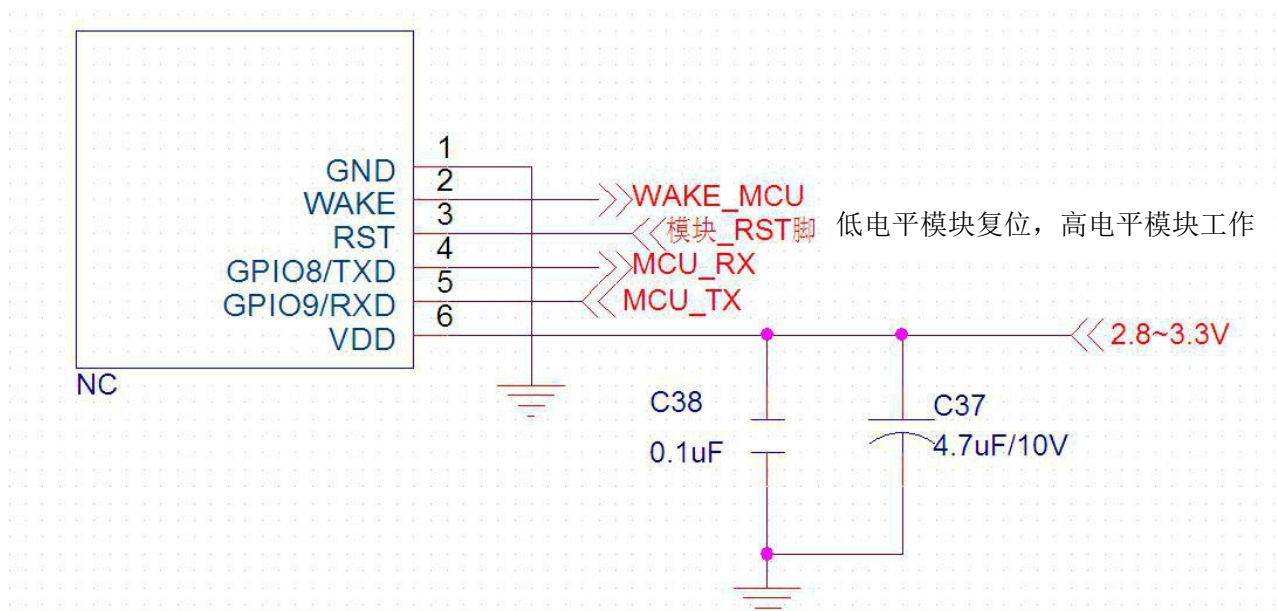 GND 1
WAKE 2 WAKE_MCU
RST 3 模块_RST脚 低电平模块复位，高电平模块工作
GPIO8/TXD 4 MCU_RX
GPIO9/RXD 5 MCU_TX
VDD 6 2.8~3.3V
NC
C38
0.1uF
C37
4.7uF/10V